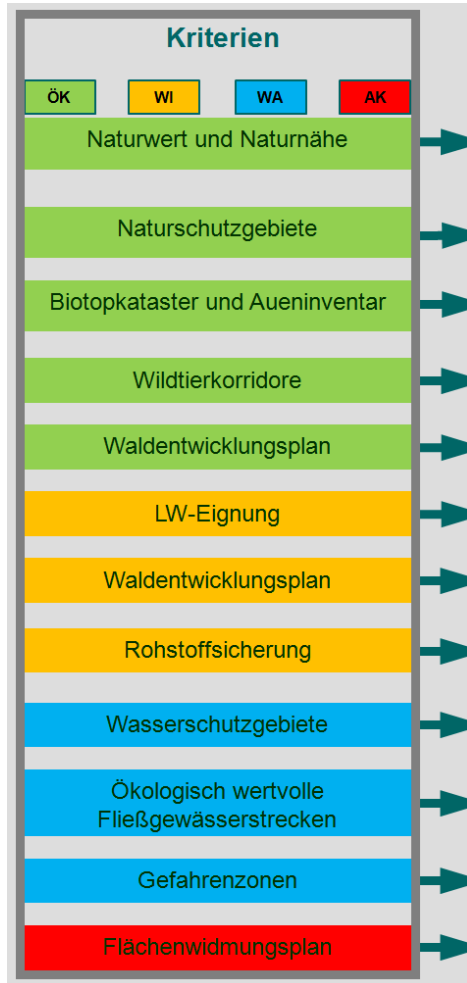 Kriterien
ÖK WI WA AK
Naturwert und Naturnähe
Naturschutzgebiete
Biotopkataster und Aueninventar
Wildtierkorridore
Waldentwicklungsplan
LW-Eignung
Waldentwicklungsplan
Rohstoffsicherung
Wasserschutzgebiete
Ökologisch wertvolle
Fließgewässerstrecken
Gefahrenzonen
Flächenwidmungsplan